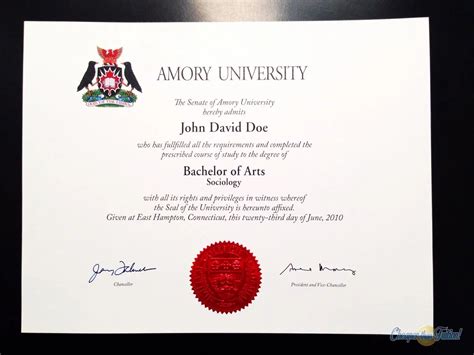 AMORY UNIVERSITY
The Senate of Amory University
hereby admits
John David Doe
who has fullfilled all the requirements and completed the
prescribed course of study to the degree of
Bachelor of Arts
Sociology
with all its rights and privileges in witness whereof
the Seal of the University is hereunto affixed.
Given at East Hampton, Connecticut, this twenty-third day of June, 2010
Chancellor
President and Vice-Chancellor